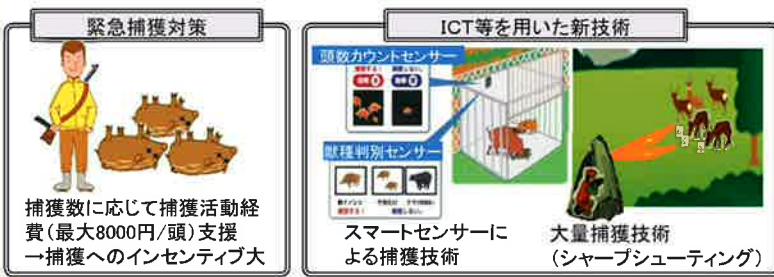 緊急捕獲対策
捕獲数に応じて捕獲活動経
費（最大8000円/頭）支援
→捕獲へのインセンティブ大
ICT等を用いた新技術
頭数カウントセンサー
獣種判別センサー
スマートセンサーに
よる捕獲技術
大量捕獲技術
（シャープシューティング）